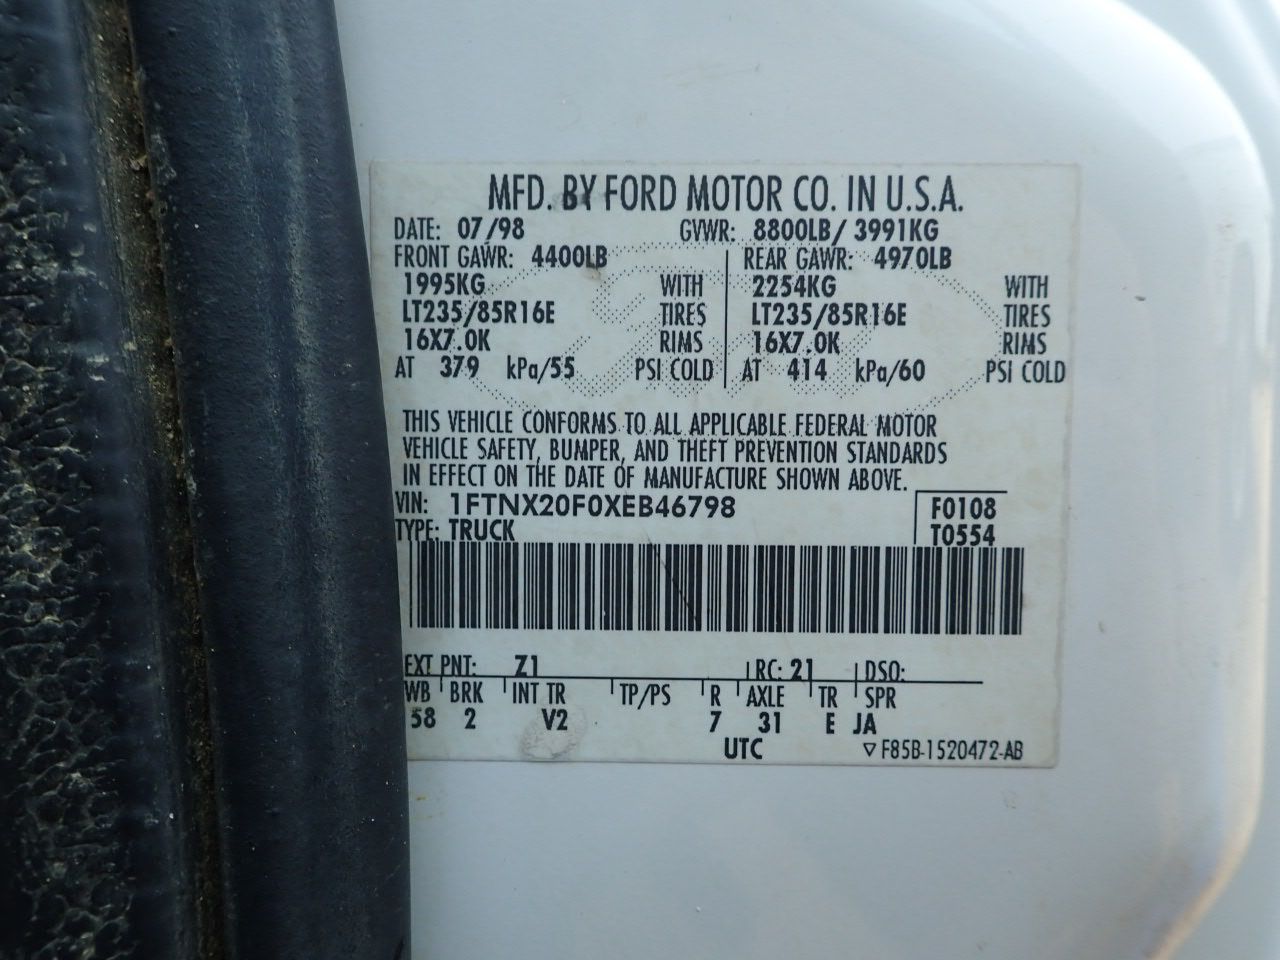 MFD. BY FORD MOTOR CO. IN U.S.A.
DATE: 07/98 GVWR: 8800LB/ 3991KG
FRONT GAWR: 4400LB REAR GAWR: 4970LB
1995KG WITH 2254KG WITH
LT235/85R16E TIRES LT235/85R16E TIRES
16X7.0K RIMS 16X7.0K RIMS
AT 379 kPa/55 PSI COLD AT 414 kPa/60 PSI COLD
THIS VEHICLE CONFORMS TO ALL APPLICABLE FEDERAL MOTOR
VEHICLE SAFETY, BUMPER, AND THEFT PREVENTION STANDARDS
IN EFFECT ON THE DATE OF MANUFACTURE SHOWN ABOVE.
VIN: 1FTNX20F0XEB46798 F0108
TYPE: TRUCK T0554
EXT PNT: Z1 RC: 21 DSO:
WB BRK INT TR TP/PS R AXLE TR SPR
58 2 V2 7 31 E JA
UTC ▽ F85B-1520472-AB